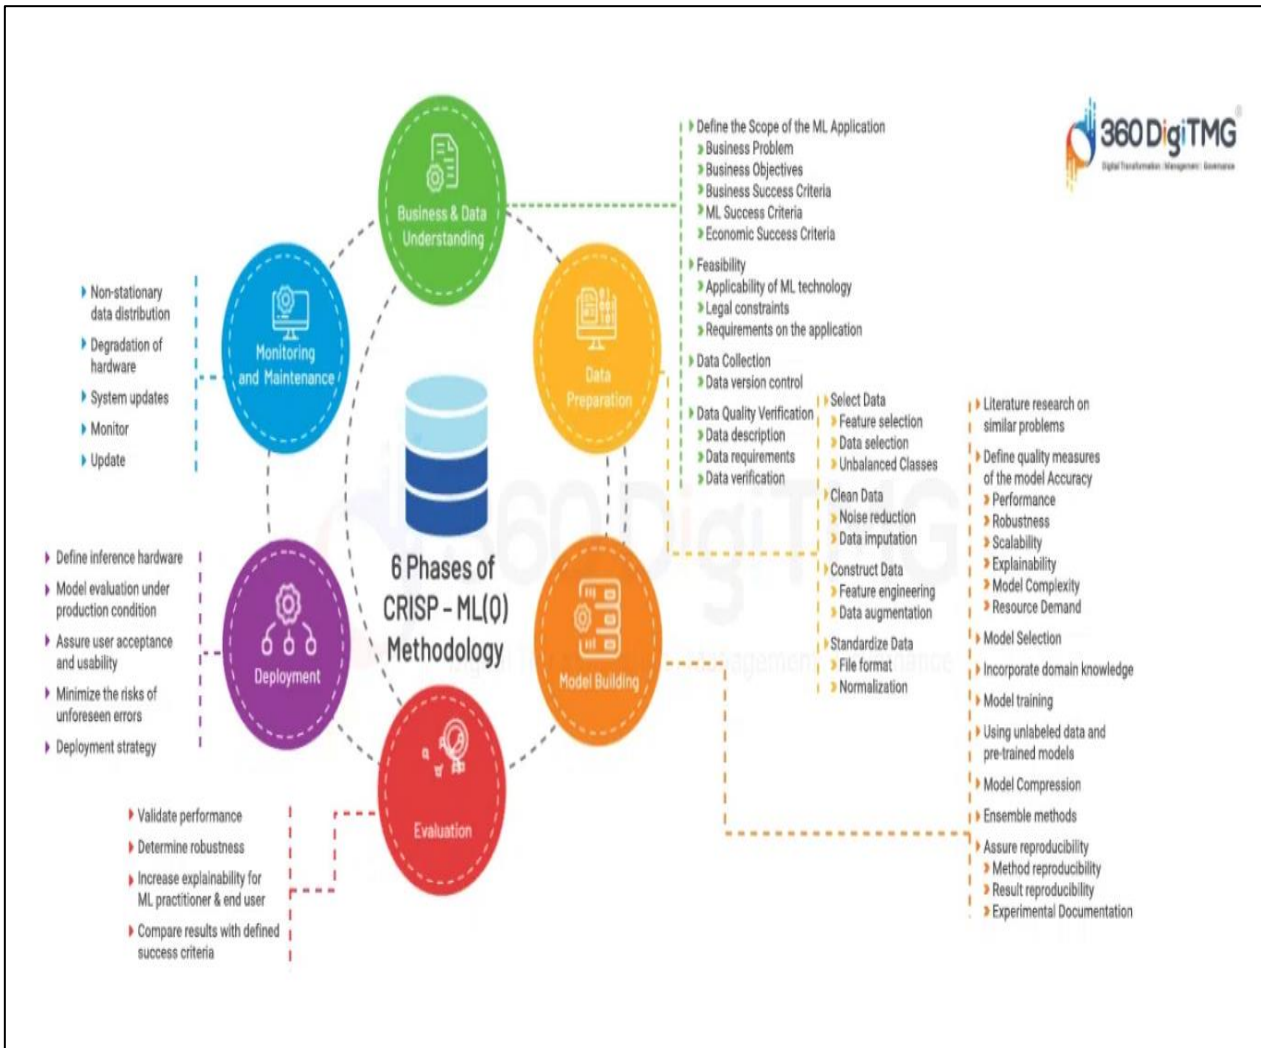 360 DigiTMG
Digital Transformation | Management | Governance
Business & Data
Understanding
Define the Scope of the ML Application
Business Problem
Business Objectives
Business Success Criteria
ML Success Criteria
Economic Success Criteria
Feasibility
Applicability of ML technology
Legal constraints
Requirements on the application
Data Collection
Data version control
Data Quality Verification
Data description
Data requirements
Data verification
Data
Preparation
Select Data
Feature selection
Data selection
Unbalanced Classes
Clean Data
Noise reduction
Data imputation
Construct Data
Feature engineering
Data augmentation
Standardize Data
File format
Normalization
Model Building
Literature research on
similar problems
Define quality measures
of the model Accuracy
Performance
Robustness
Scalability
Explainability
Model Complexity
Resource Demand
Model Selection
Incorporate domain knowledge
Model training
Using unlabeled data and
pre-trained models
Model Compression
Ensemble methods
Assure reproducibility
Method reproducibility
Result reproducibility
Experimental Documentation
Evaluation
Validate performance
Determine robustness
Increase explainability for
ML practitioner & end user
Compare results with defined
success criteria
Deployment
Define inference hardware
Model evaluation under
production condition
Assure user acceptance
and usability
Minimize the risks of
unforeseen errors
Deployment strategy
Monitoring
and Maintenance
Non-stationary
data distribution
Degradation of
hardware
System updates
Monitor
Update
6 Phases of
CRISP - ML(Q)
Methodology
360DigiTMG